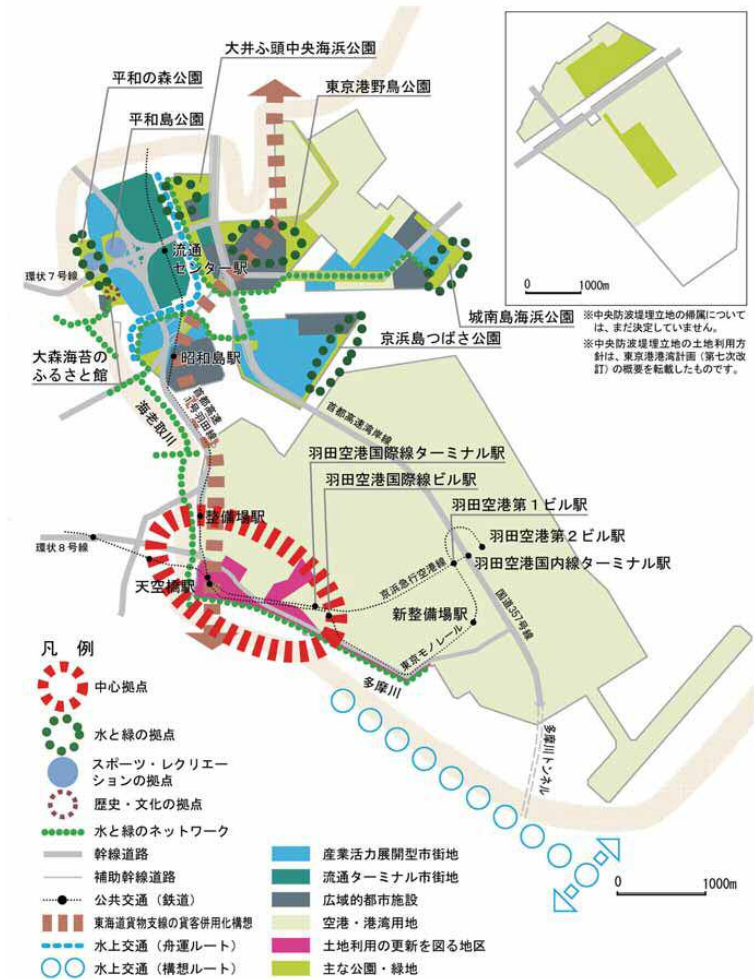 大井ふ頭中央海浜公園
平和の森公園
東京港野鳥公園
平和島公園
流通
センター駅
環状7号線
城南島海浜公園
京浜島つばさ公園
大森海苔の
ふるさと館
昭和島駅
首都高速
1号羽田線
海老取川
首都高速湾岸線
0 1000m
※中央防波堤埋立地の帰属について
は、まだ決定していません。
※中央防波堤埋立地の土地利用方
針は、東京港港湾計画（第七次改
訂）の概要を転載したものです。
羽田空港国際線ターミナル駅
羽田空港国際線ビル駅
羽田空港第１ビル駅
整備場駅
羽田空港第２ビル駅
環状８号線
羽田空港国内線ターミナル駅
京浜急行空港線
天空橋駅
国道357号線
新整備場駅
東京モノレール
多摩川
多摩川トンネル
凡 例
中心拠点
水と緑の拠点
スポーツ・レクリエー
ションの拠点
歴史・文化の拠点
水と緑のネットワーク
幹線道路
補助幹線道路
公共交通（鉄道）
東海道貨物支線の貨客併用化構想
水上交通（舟運ルート）
水上交通（構想ルート）
産業活力展開型市街地
流通ターミナル市街地
広域的都市施設
空港・港湾用地
土地利用の更新を図る地区
主な公園・緑地
0 1000m